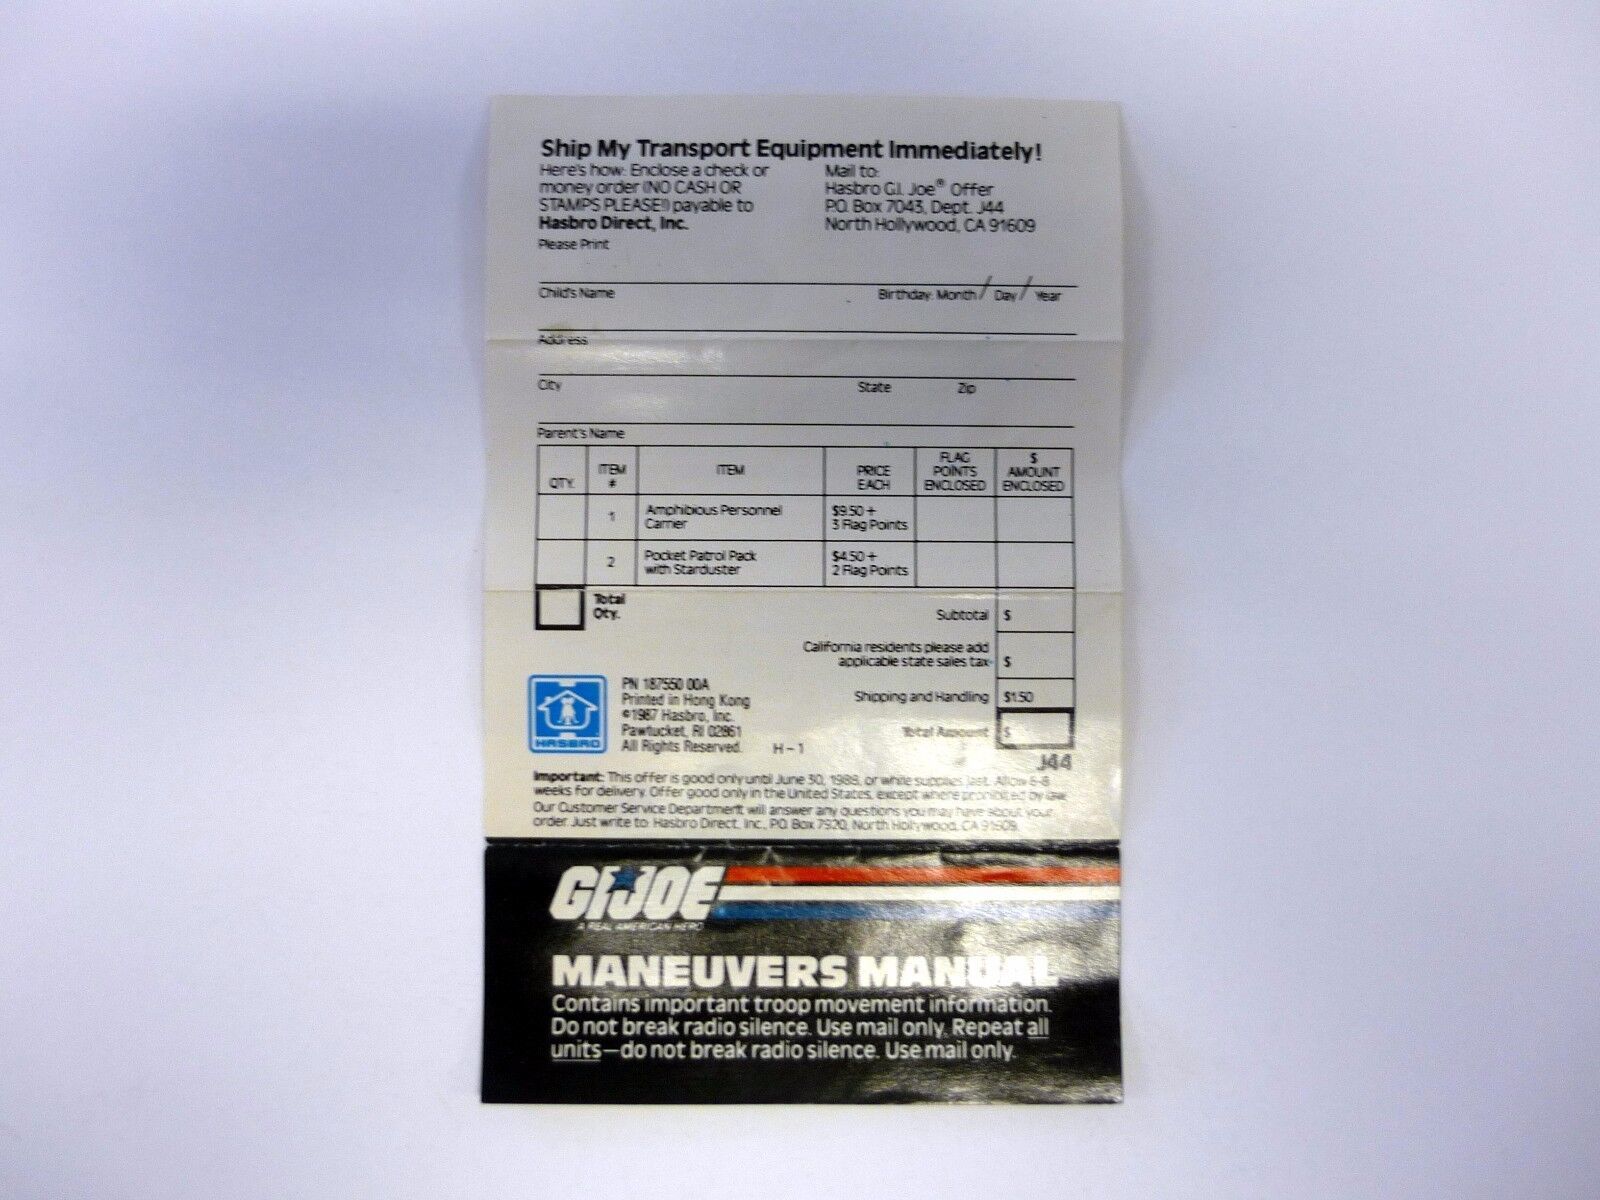 Ship My Transport Equipment Immediately!
Here's how: Enclose a check or
money order (NO CASH OR
STAMPS PLEASE!) payable to
Hasbro Direct, Inc.
Mail to:
Hasbro G.I. Joe® Offer
P.O. Box 7043, Dept. J44
North Hollywood, CA 91609
Please Print
Child's Name Birthday: Month / Day / Year
Address
City State Zip
Parent's Name
QTY. ITEM # ITEM PRICE EACH FLAG POINTS ENCLOSED $ AMOUNT ENCLOSED
1 Amphibious Personnel Carrier $9.50 + 3 Flag Points
2 Pocket Patrol Pack with Starduster $4.50 + 2 Flag Points
Total Qty.
Subtotal $
California residents please add
applicable state sales tax $
Shipping and Handling $1.50
Total Amount $
J44
HASBRO
PN 187550 00A
Printed in Hong Kong
©1987 Hasbro, Inc.
Pawtucket, RI 02861
All Rights Reserved. H-1
Important: This offer is good only until June 30, 1988, or while supplies last. Allow 6-8
weeks for delivery. Offer good only in the United States, except where prohibited by law.
Our Customer Service Department will answer any questions you may have about your
order. Just write to: Hasbro Direct, Inc., P.O. Box 7920, North Hollywood, CA 91609.
GI JOE
A REAL AMERICAN HERO
MANEUVERS MANUAL
Contains important troop movement information.
Do not break radio silence. Use mail only. Repeat all
units—do not break radio silence. Use mail only.